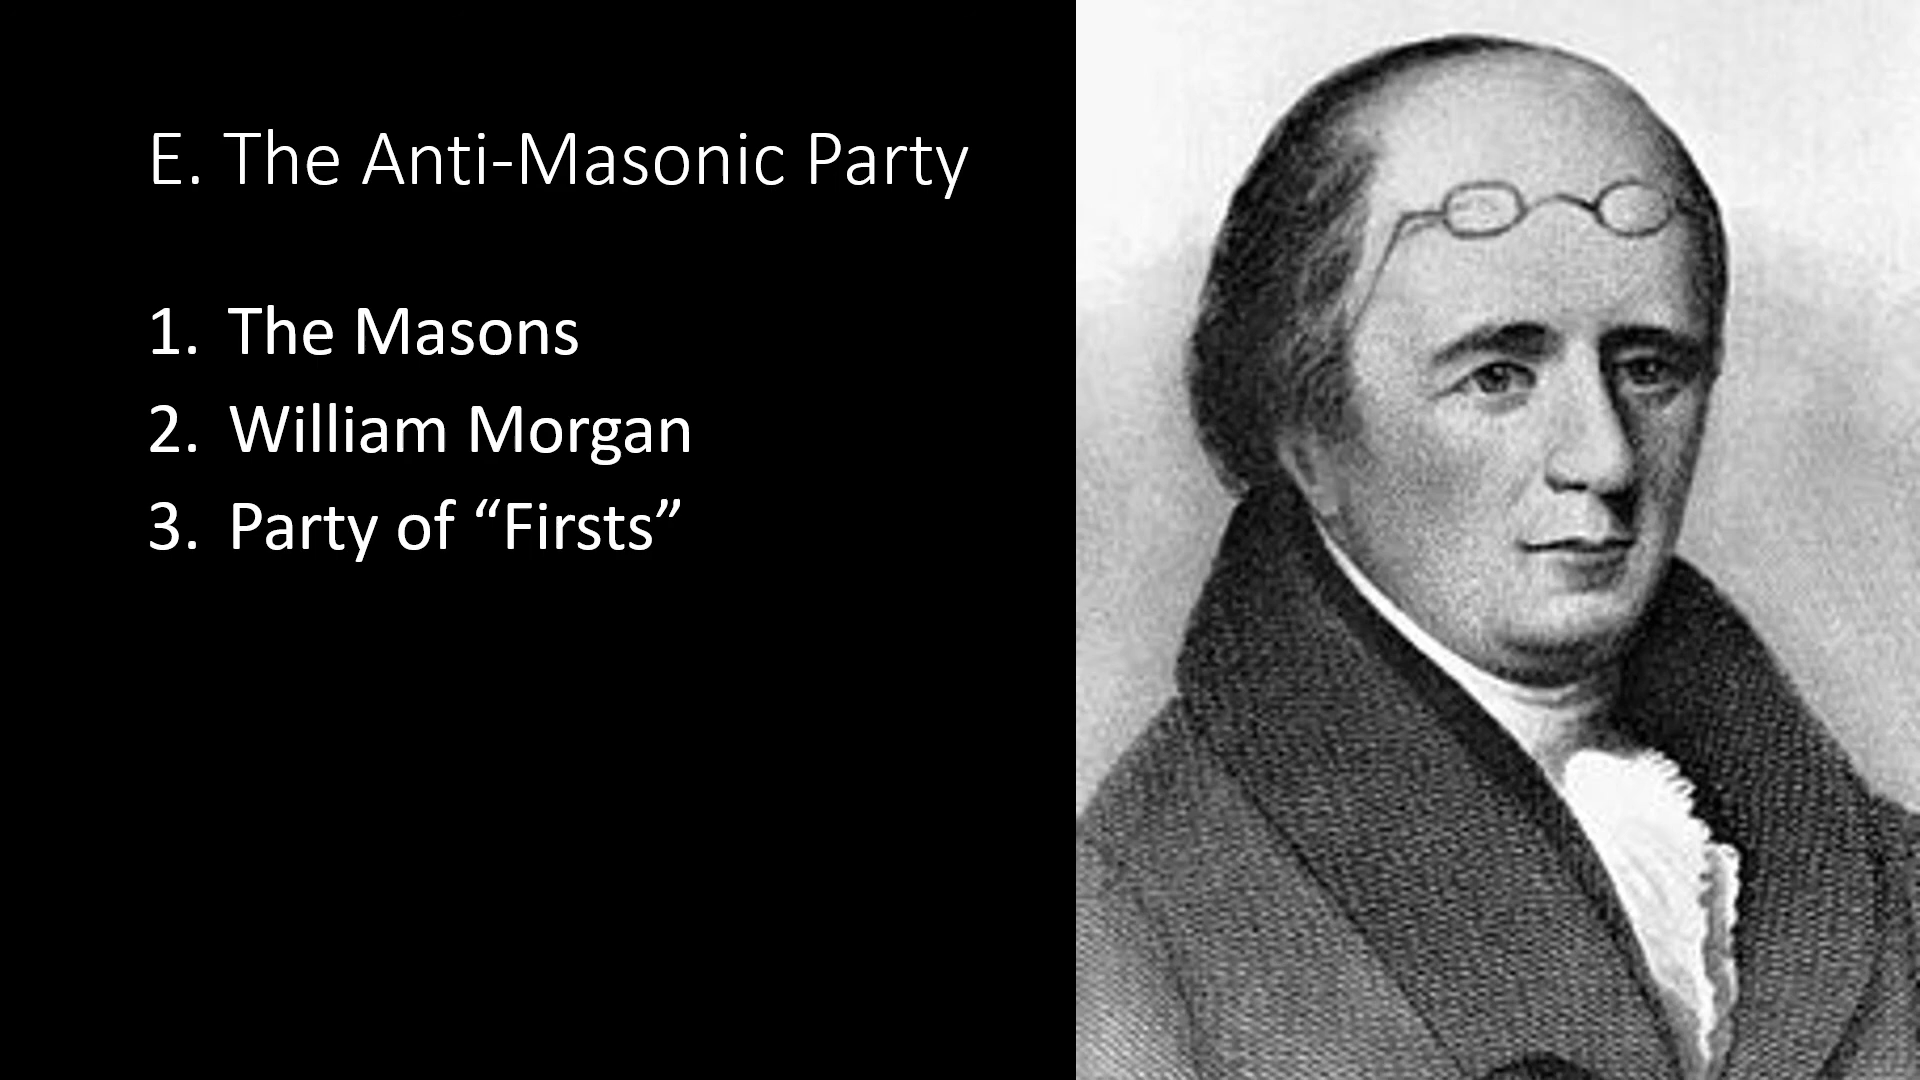 E. The Anti-Masonic Party
1. The Masons
2. William Morgan
3. Party of “Firsts”